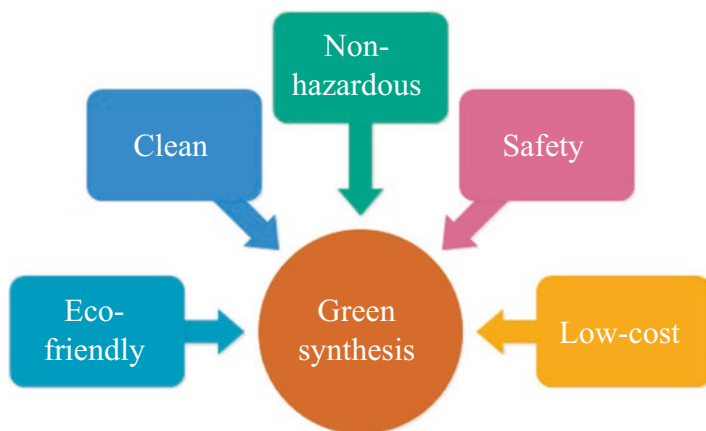 Non-
hazardous
Clean
Safety
Eco-
friendly
Green
synthesis
Low-cost